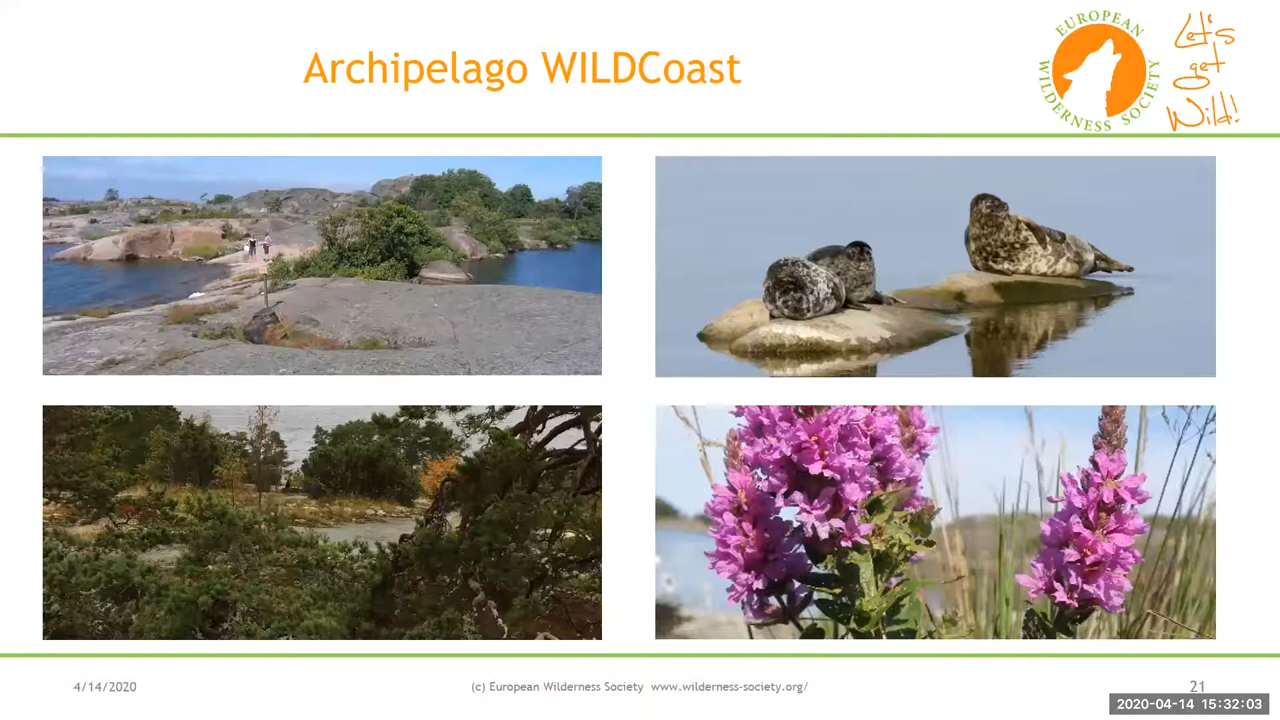 Archipelago WILDCoast
EUROPEAN
WILDERNESS SOCIETY
Let's
get
Wild!
4/14/2020
(c) European Wilderness Society www.wilderness-society.org/
21
2020-04-14 15:32:03